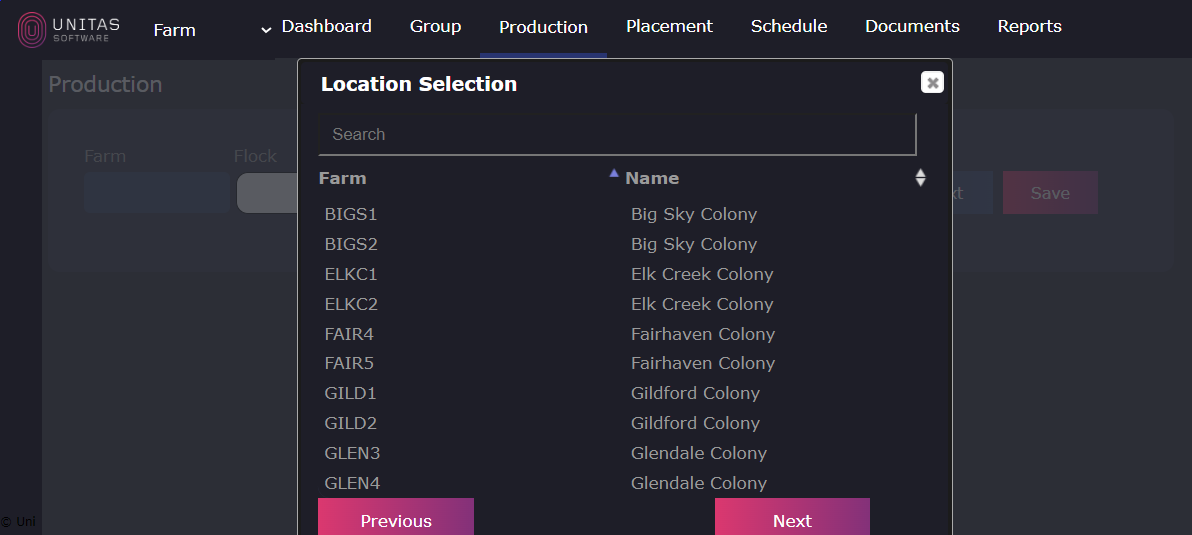 UNITAS
SOFTWARE
Farm
Dashboard
Group
Production
Placement
Schedule
Documents
Reports
Production
Farm
Flock
Save
Location Selection
Search
Farm Name
BIGS1 Big Sky Colony
BIGS2 Big Sky Colony
ELKC1 Elk Creek Colony
ELKC2 Elk Creek Colony
FAIR4 Fairhaven Colony
FAIR5 Fairhaven Colony
GILD1 Gildford Colony
GILD2 Gildford Colony
GLEN3 Glendale Colony
GLEN4 Glendale Colony
Previous Next
© Uni